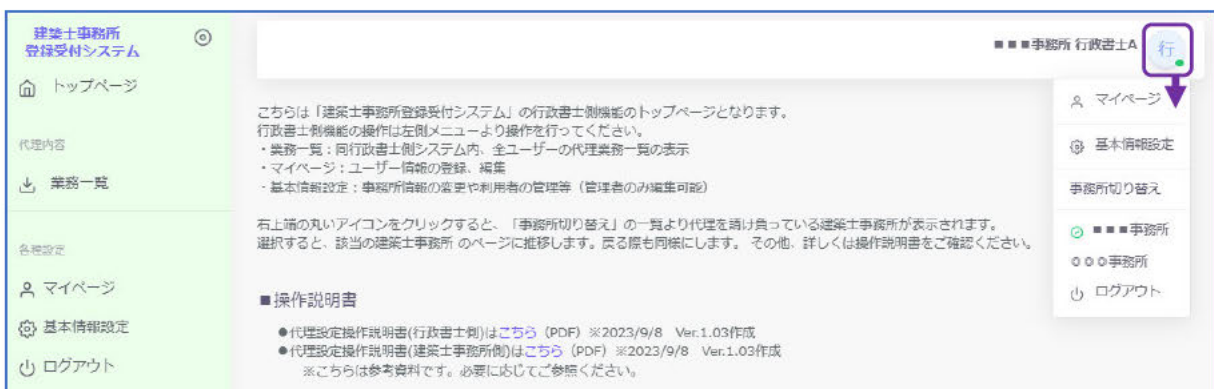 建築士事務所
登録受付システム
トップページ
代理内容
業務一覧
各種設定
マイページ
基本情報設定
ログアウト
■■■事務所 行政書士A
行
こちらは「建築士事務所登録受付システム」の行政書士側機能のトップページとなります。
行政書士側機能の操作は左側メニューより操作を行ってください。
・業務一覧：同行政書士側システム内、全ユーザーの代理業務一覧の表示
・マイページ：ユーザー情報の登録、編集
・基本情報設定：事務所情報の変更や利用者の管理等（管理者のみ編集可能）
右上端の丸いアイコンをクリックすると、「事務所切り替え」の一覧より代理を請け負っている建築士事務所が表示されます。
選択すると、該当の建築士事務所 のページに推移します。戻る際も同様にします。 その他、詳しくは操作説明書をご確認ください。
■操作説明書
●代理設定操作説明書(行政書士側)はこちら（PDF）※2023/9/8 Ver.1.03作成
●代理設定操作説明書(建築士事務所側)はこちら（PDF）※2023/9/8 Ver.1.03作成
※こちらは参考資料です。必要に応じてご参照ください。
マイページ
基本情報設定
事務所切り替え
■■■事務所
○○○事務所
ログアウト